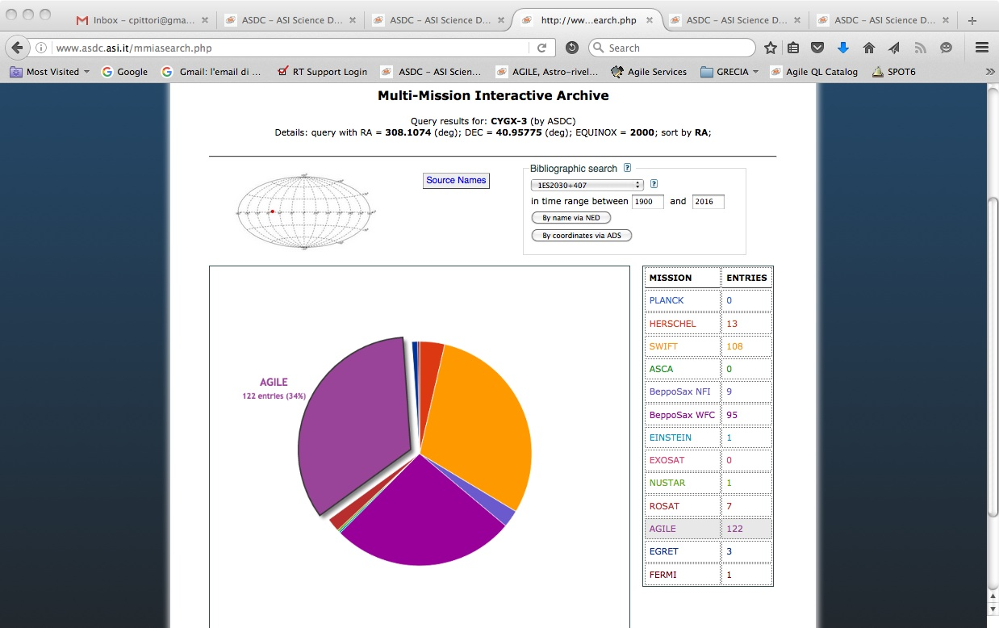 Inbox – cpittori@gma...
ASDC – ASI Science D...
ASDC – ASI Science D...
http://ww...earch.php
ASDC – ASI Science D...
ASDC – ASI Science D...
www.asdc.asi.it/mmiasearch.php
Search
Most Visited
Google
Gmail: l'email di ...
RT Support Login
ASDC – ASI Scien...
AGILE, Astro-rivel...
Agile Services
GRECIA
Agile QL Catalog
SPOT6
Multi-Mission Interactive Archive
Query results for: CYGX-3 (by ASDC)
Details: query with RA = 308.1074 (deg); DEC = 40.95775 (deg); EQUINOX = 2000; sort by RA;
Source Names
Bibliographic search ?
1ES2030+407 ?
in time range between 1900 and 2016
By name via NED
By coordinates via ADS
AGILE
122 entries (34%)
MISSION ENTRIES
PLANCK 0
HERSCHEL 13
SWIFT 108
ASCA 0
BeppoSax NFI 9
BeppoSax WFC 95
EINSTEIN 1
EXOSAT 0
NUSTAR 1
ROSAT 7
AGILE 122
EGRET 3
FERMI 1